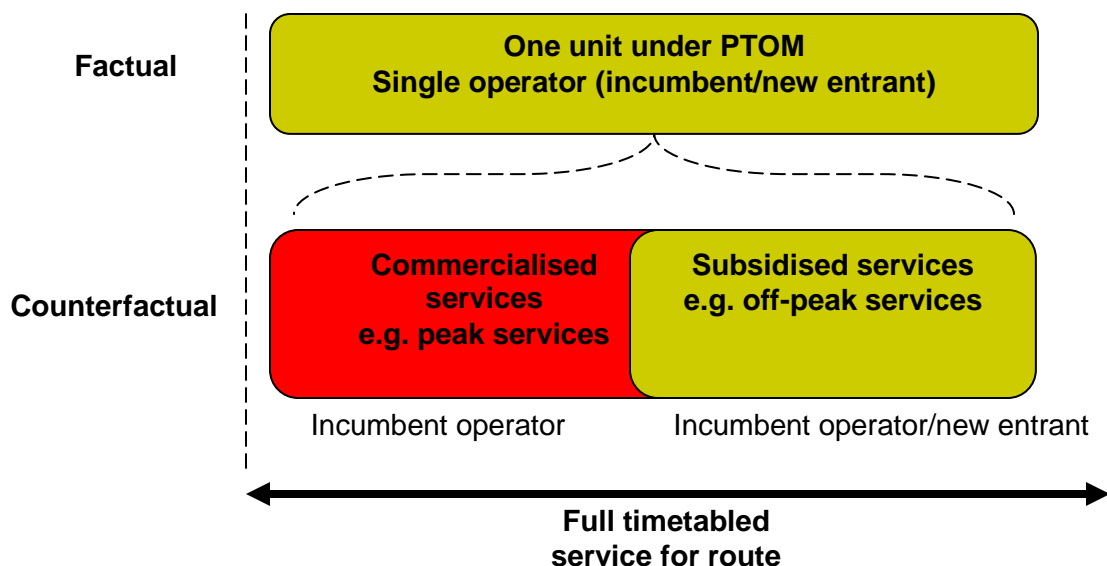 Factual
One unit under PTOM
Single operator (incumbent/new entrant)
Counterfactual
Commercialised
services
e.g. peak services
Subsidised services
e.g. off-peak services
Incumbent operator
Incumbent operator/new entrant
Full timetabled
service for route